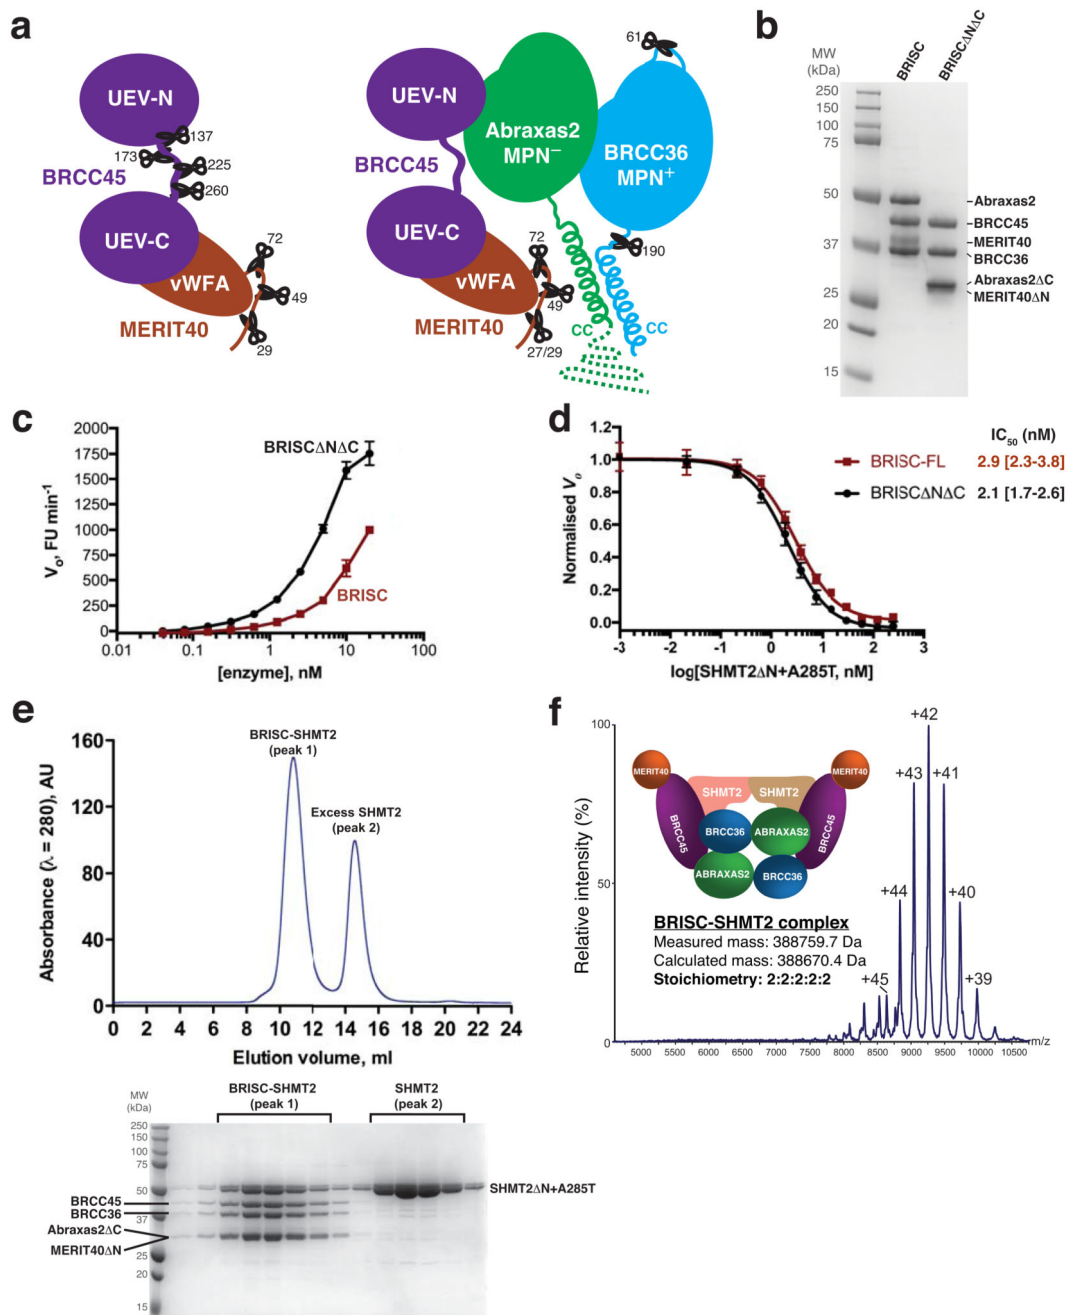 a
UEV-N
137
173
225
BRCC45
260
UEV-C
72
vWFA
49
MERIT40
29
UEV-N
Abraxas2
MPN−
61
BRCC36
MPN+
BRCC45
UEV-C
72
190
vWFA
49
MERIT40
27/29
CC
CC
b
MW
(kDa)
BRISC
BRISCΔNΔC
250
150
100
75
50
37
25
20
15
Abraxas2
BRCC45
MERIT40
BRCC36
Abraxas2ΔC
MERIT40ΔN
c
V₀, FU min⁻¹
2000
1750
1500
1250
1000
750
500
250
0
BRISCΔNΔC
BRISC
0.01
0.1
1
10
100
[enzyme], nM
d
Normalised Vₒ
1.2
1.0
0.8
0.6
0.4
0.2
0.0
-3
-2
-1
0
1
2
3
log[SHMT2ΔN+A285T, nM]
IC₅₀ (nM)
BRISC-FL 2.9 [2.3-3.8]
BRISCΔNΔC 2.1 [1.7-2.6]
e
Absorbance (λ = 280), AU
160
120
80
40
0
BRISC-SHMT2
(peak 1)
Excess SHMT2
(peak 2)
0 2 4 6 8 10 12 14 16 18 20 22 24
Elution volume, ml
MW
(kDa)
BRISC-SHMT2
(peak 1)
SHMT2
(peak 2)
250
150
100
75
50
37
25
20
15
BRCC45
BRCC36
Abraxas2ΔC
MERIT40ΔN
SHMT2ΔN+A285T
f
Relative intensity (%)
100
50
0
MERIT40
MERIT40
SHMT2
SHMT2
BRCC45
BRCC45
BRCC36
ABRAXAS2
ABRAXAS2
BRCC36
BRISC-SHMT2 complex
Measured mass: 388759.7 Da
Calculated mass: 388670.4 Da
Stoichiometry: 2:2:2:2:2
+45
+44
+43
+42
+41
+40
+39
5000 5500 6000 6500 7000 7500 8000 8500 9000 9500 10000 10500 m/z